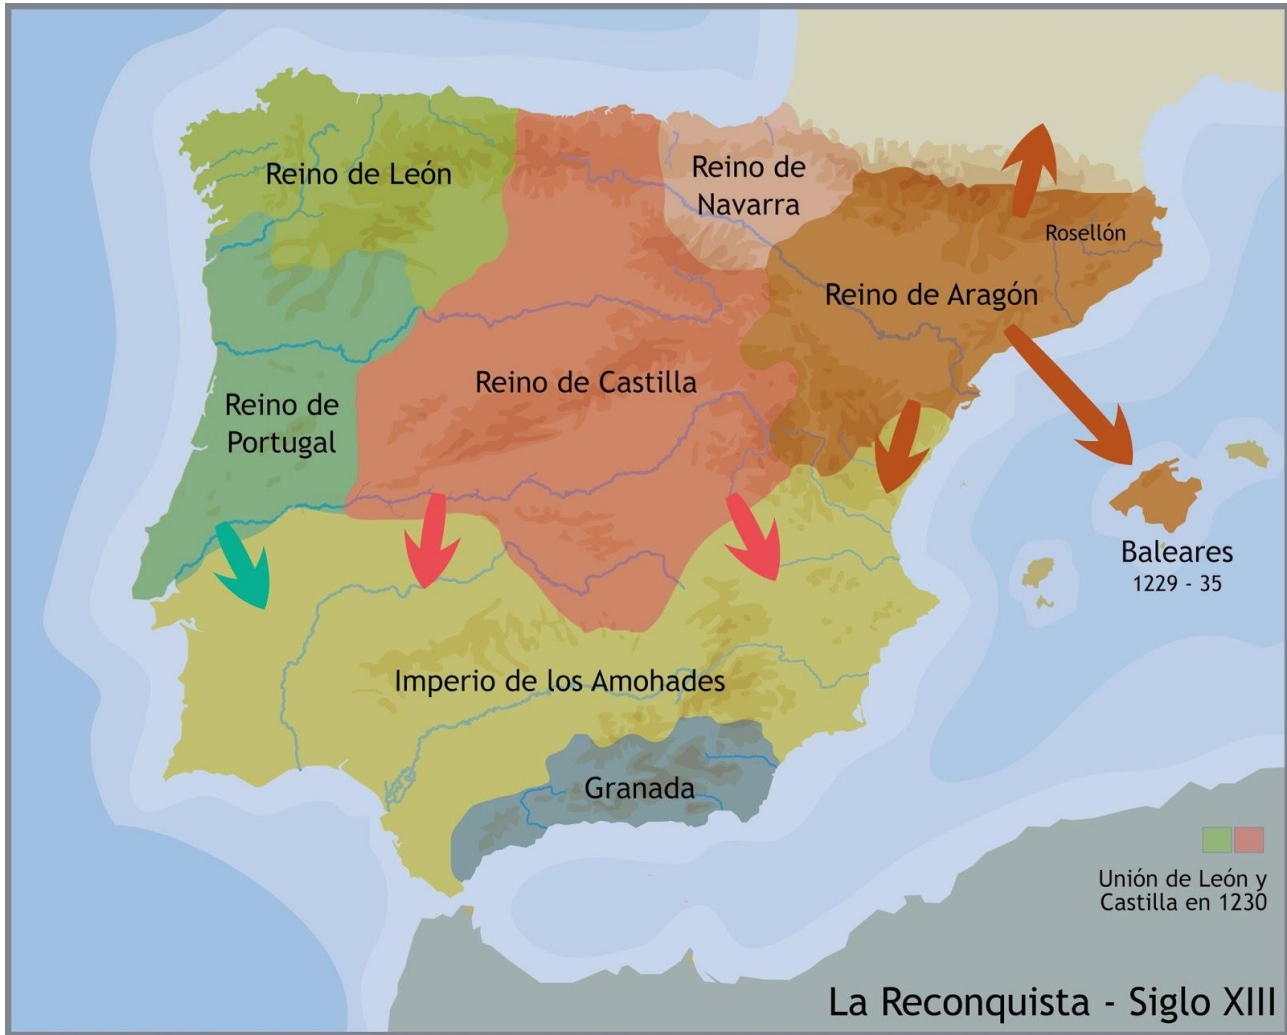 Reino de León
Reino de
Navarra
Rosellón
Reino de Aragón
Reino de Castilla
Reino de
Portugal
Baleares
1229 - 35
Imperio de los Amohades
Granada
Unión de León y
Castilla en 1230
La Reconquista - Siglo XIII